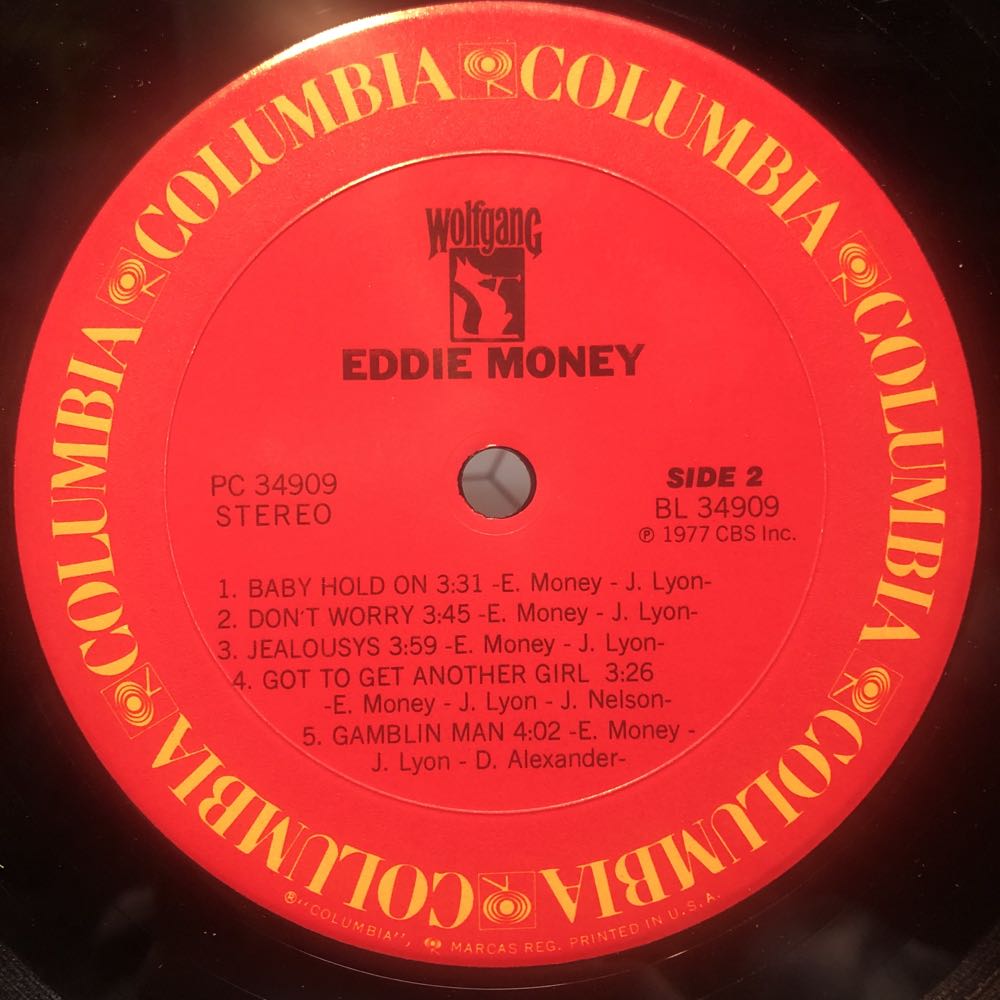 COLUMBIA COLUMBIA COLUMBIA COLUMBIA COLUMBIA COLUMBIA COLUMBIA COLUMBIA
Wolfgang
EDDIE MONEY
PC 34909
STEREO
SIDE 2
BL 34909
℗ 1977 CBS Inc.
1. BABY HOLD ON 3:31 -E. Money - J. Lyon-
2. DON'T WORRY 3:45 -E. Money - J. Lyon-
3. JEALOUSYS 3:59 -E. Money - J. Lyon-
4. GOT TO GET ANOTHER GIRL 3:26
-E. Money - J. Lyon - J. Nelson-
5. GAMBLIN MAN 4:02 -E. Money -
J. Lyon - D. Alexander-
®"COLUMBIA", MARCAS REG. PRINTED IN U.S.A.